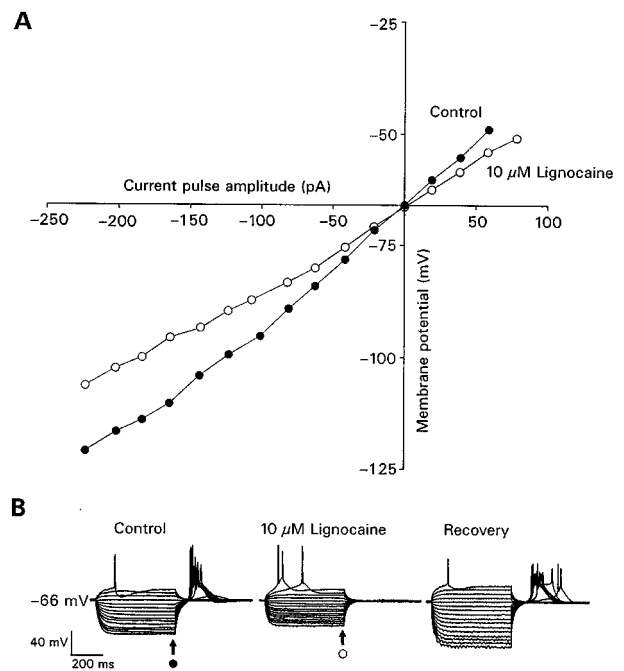 A
−25
Control
−50
10 μM Lignocaine
Current pulse amplitude (pA)
−250 −200 −150 −100 −50 50 100
−75
Membrane potential (mV)
−100
−125
B
Control 10 μM Lignocaine Recovery
−66 mV
40 mV
200 ms